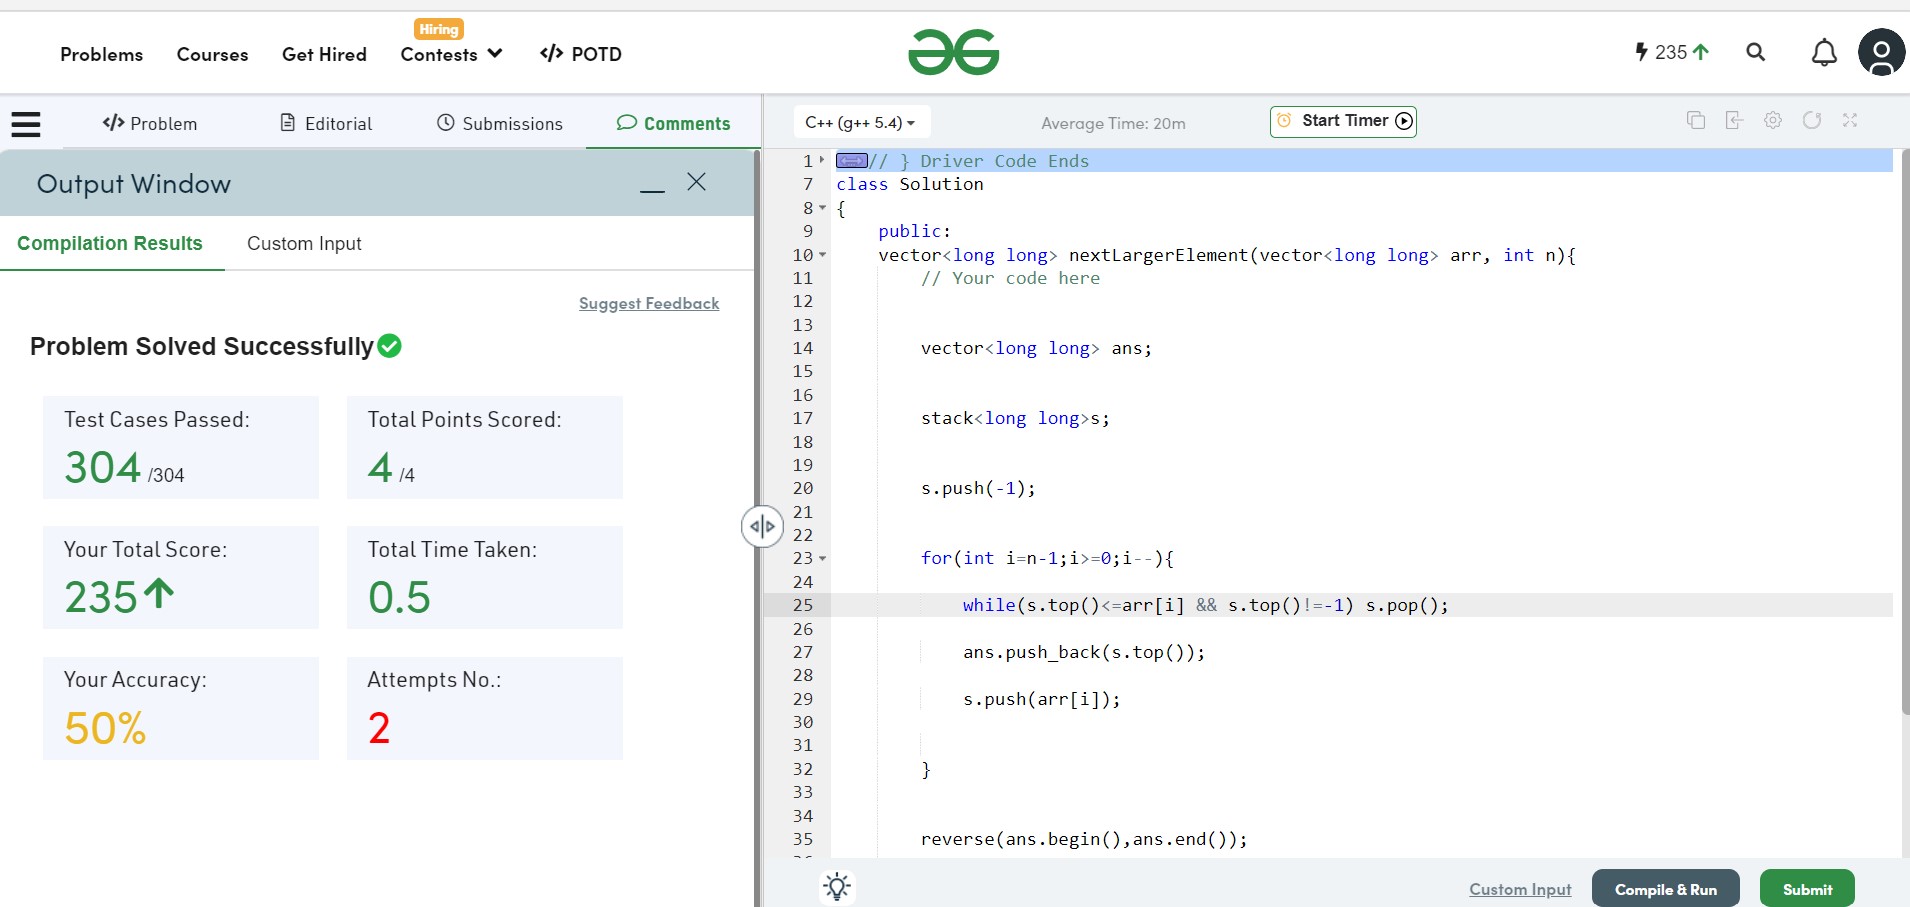 Hiring
Problems Courses Get Hired Contests </> POTD
235
Problem Editorial Submissions Comments
C++ (g++ 5.4) Average Time: 20m Start Timer
Output Window
Compilation Results Custom Input
Suggest Feedback
Problem Solved Successfully
Test Cases Passed: Total Points Scored:
304 /304 4 /4
Your Total Score: Total Time Taken:
235 0.5
Your Accuracy: Attempts No.:
50% 2
1 // } Driver Code Ends
7 class Solution
8 {
9 public:
10 vector<long long> nextLargerElement(vector<long long> arr, int n){
11 // Your code here
12
13
14 vector<long long> ans;
15
16
17 stack<long long>s;
18
19
20 s.push(-1);
21
22
23 for(int i=n-1;i>=0;i--){
24
25 while(s.top()<=arr[i] && s.top()!=-1) s.pop();
26
27 ans.push_back(s.top());
28
29 s.push(arr[i]);
30
31
32 }
33
34
35 reverse(ans.begin(),ans.end());
Custom Input Compile & Run Submit